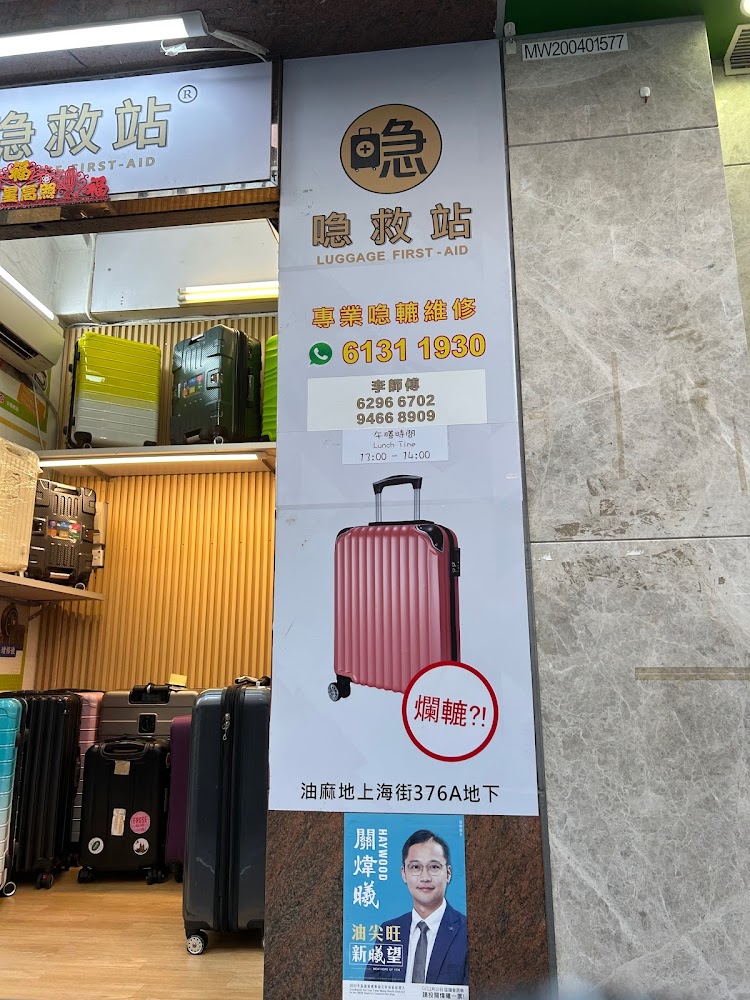 MW200401577
喼救站®
LUGGAGE FIRST-AID
喼
喼救站
LUGGAGE FIRST-AID
專業喼轆維修
6131 1930
李師傅
6296 6702
9466 8909
午膳時間
Lunch Time
13:00 - 14:00
爛轆?!
油麻地上海街376A地下
關煒曦
HAYWOOD
油尖旺
新曦望